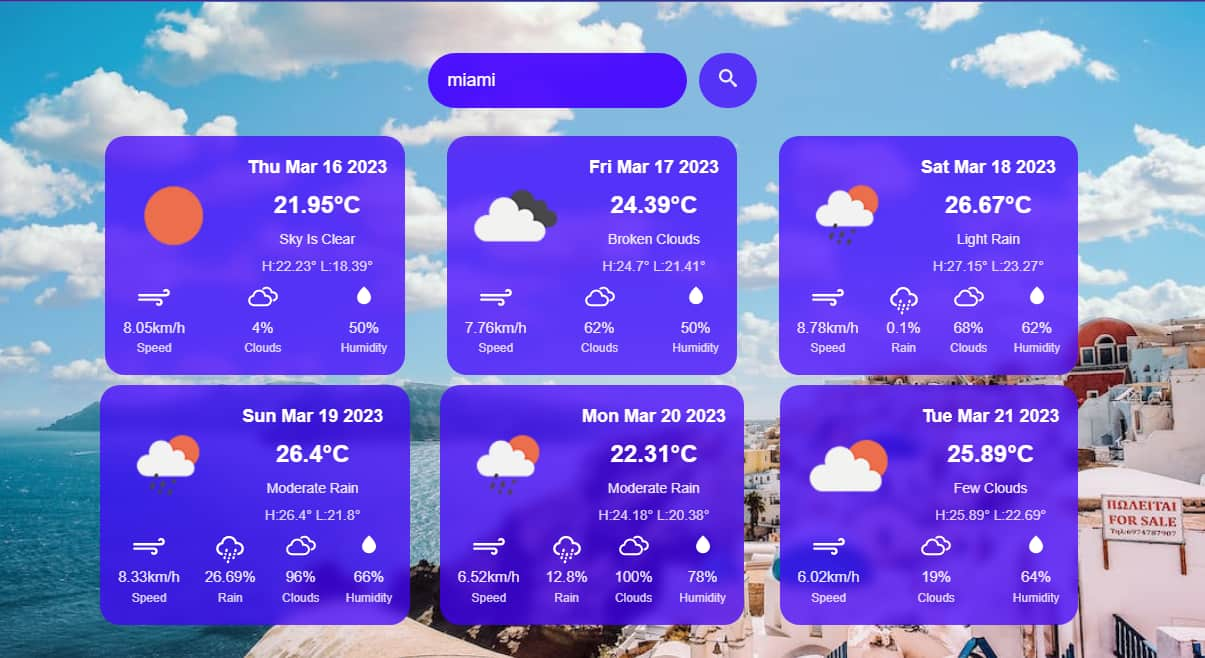 miami
Thu Mar 16 2023
21.95°C
Sky Is Clear
H:22.23° L:18.39°
8.05km/h 4% 50%
Speed Clouds Humidity
Fri Mar 17 2023
24.39°C
Broken Clouds
H:24.7° L:21.41°
7.76km/h 62% 50%
Speed Clouds Humidity
Sat Mar 18 2023
26.67°C
Light Rain
H:27.15° L:23.27°
8.78km/h 0.1% 68% 62%
Speed Rain Clouds Humidity
Sun Mar 19 2023
26.4°C
Moderate Rain
H:26.4° L:21.8°
8.33km/h 26.69% 96% 66%
Speed Rain Clouds Humidity
Mon Mar 20 2023
22.31°C
Moderate Rain
H:24.18° L:20.38°
6.52km/h 12.8% 100% 78%
Speed Rain Clouds Humidity
Tue Mar 21 2023
25.89°C
Few Clouds
H:25.89° L:22.69°
6.02km/h 19% 64%
Speed Clouds Humidity
ΠΩΛΕΙΤΑΙ
FOR SALE
Τηλ:6974787907